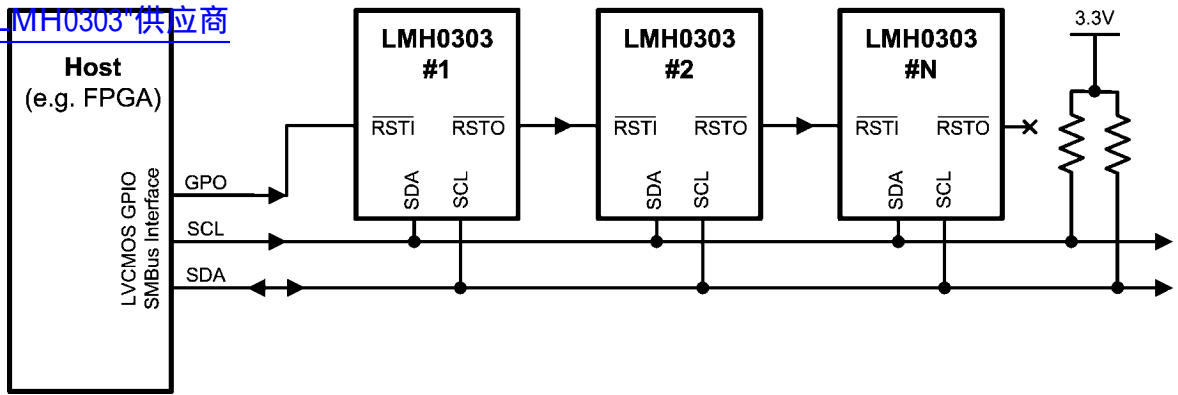 LMH0303"供应商
Host
(e.g. FPGA)
LVCMOS GPIO
SMBus Interface
GPO
SCL
SDA
LMH0303
#1
RSTI
RSTO
SDA
SCL
LMH0303
#2
RSTI
RSTO
SDA
SCL
LMH0303
#N
RSTI
RSTO
SDA
SCL
3.3V